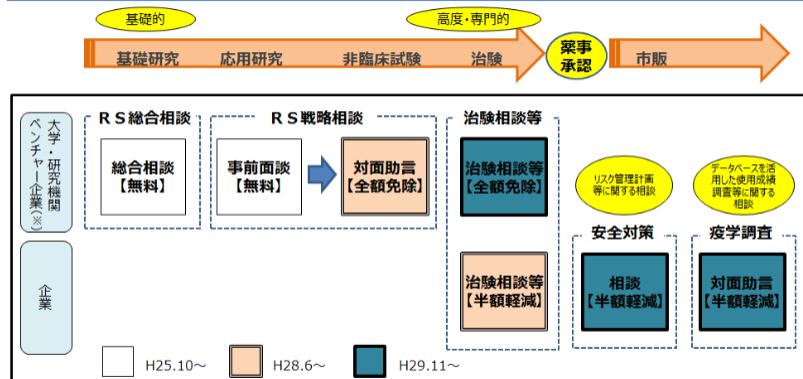 基礎的
高度・専門的
基礎研究
応用研究
非臨床試験
治験
薬事
承認
市販
大学・研究機関
ベンチャー企業(※)
ＲＳ総合相談
総合相談
【無料】
ＲＳ戦略相談
事前面談
【無料】
対面助言
【全額免除】
治験相談等
治験相談等
【全額免除】
リスク管理計画
等に関する相談
データベースを活
用した使用成績
調査等に関する
相談
企業
治験相談等
【半額軽減】
安全対策
相談
【半額軽減】
疫学調査
対面助言
【半額軽減】
H25.10～
H28.6～
H29.11～